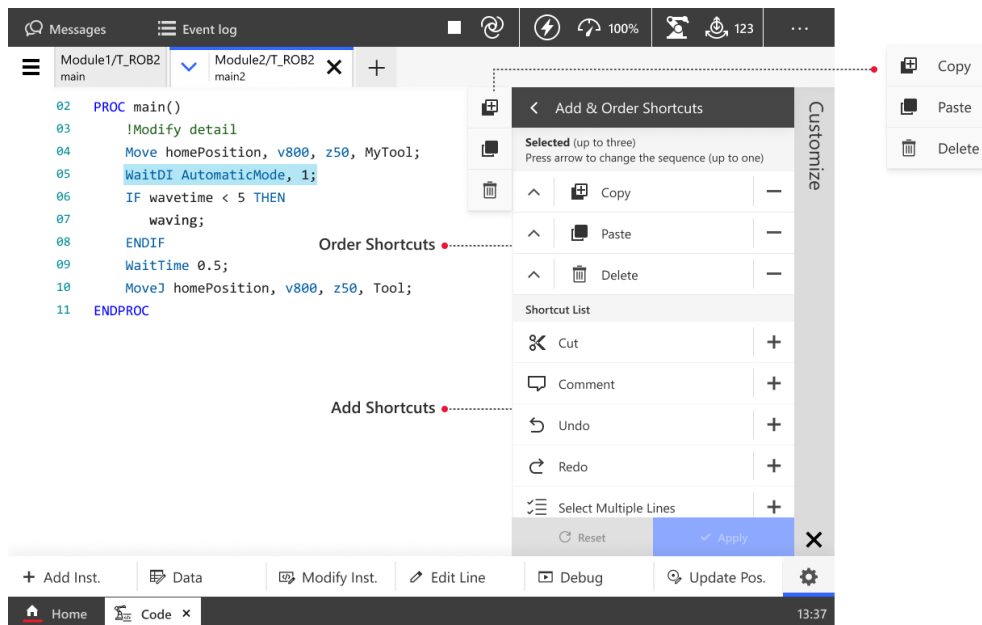 Messages
Event log
100%
123
...
Module1/T_ROB2
main
Module2/T_ROB2
main2
02 PROC main()
03 !Modify detail
04 Move homePosition, v800, z50, MyTool;
05 WaitDI AutomaticMode, 1;
06 IF wavetime < 5 THEN
07 waving;
08 ENDIF
09 WaitTime 0.5;
10 MoveJ homePosition, v800, z50, Tool;
11 ENDPROC
Order Shortcuts
Add Shortcuts
Add & Order Shortcuts
Selected (up to three)
Press arrow to change the sequence (up to one)
Copy
Paste
Delete
Shortcut List
Cut
Comment
Undo
Redo
Select Multiple Lines
Reset
Apply
Customize
Copy
Paste
Delete
Add Inst.
Data
Modify Inst.
Edit Line
Debug
Update Pos.
Home
Code
13:37